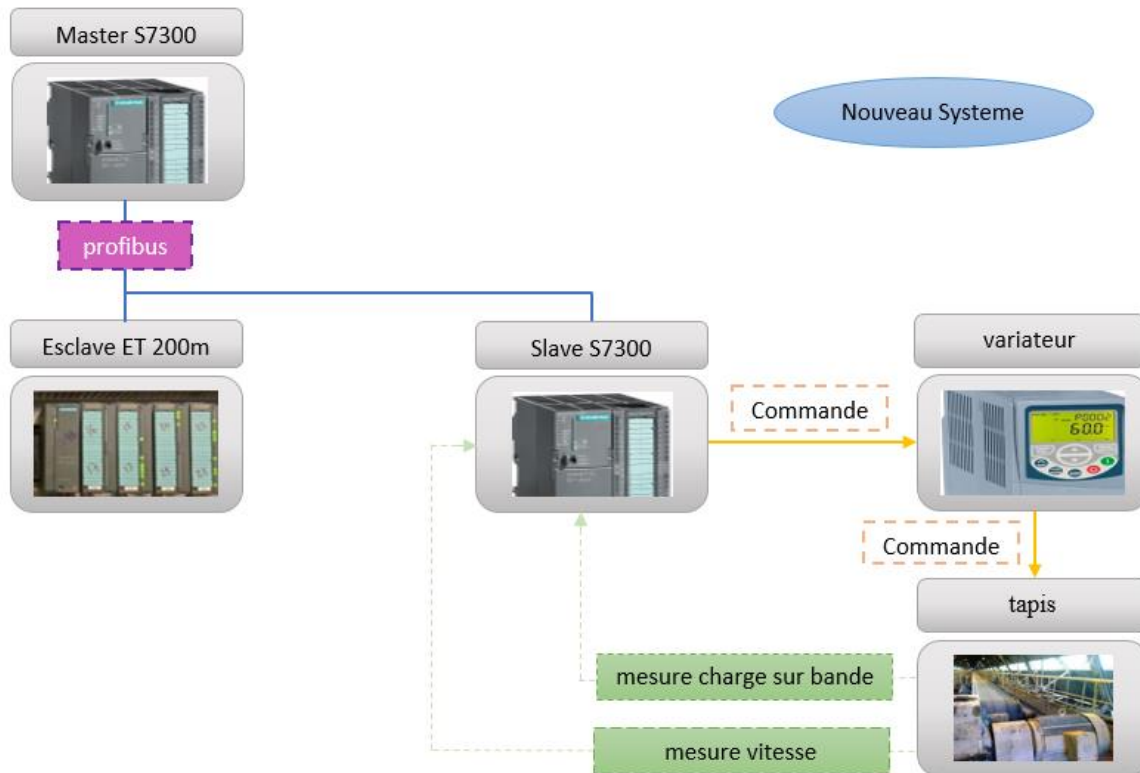 Master S7300
Nouveau Systeme
profibus
Esclave ET 200m
Slave S7300
variateur
Commande
P0002
60.0
Commande
tapis
mesure charge sur bande
mesure vitesse